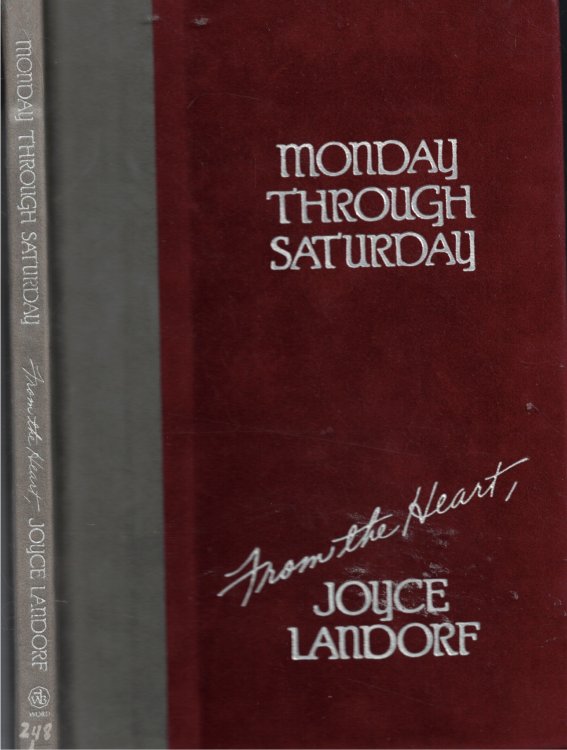 MONDAY THROUGH SATURDAY
From the Heart,
JOYCE LANDORF
WORD
248
MONDAY
THROUGH
SATURDAY
From the Heart,
JOYCE
LANDORF